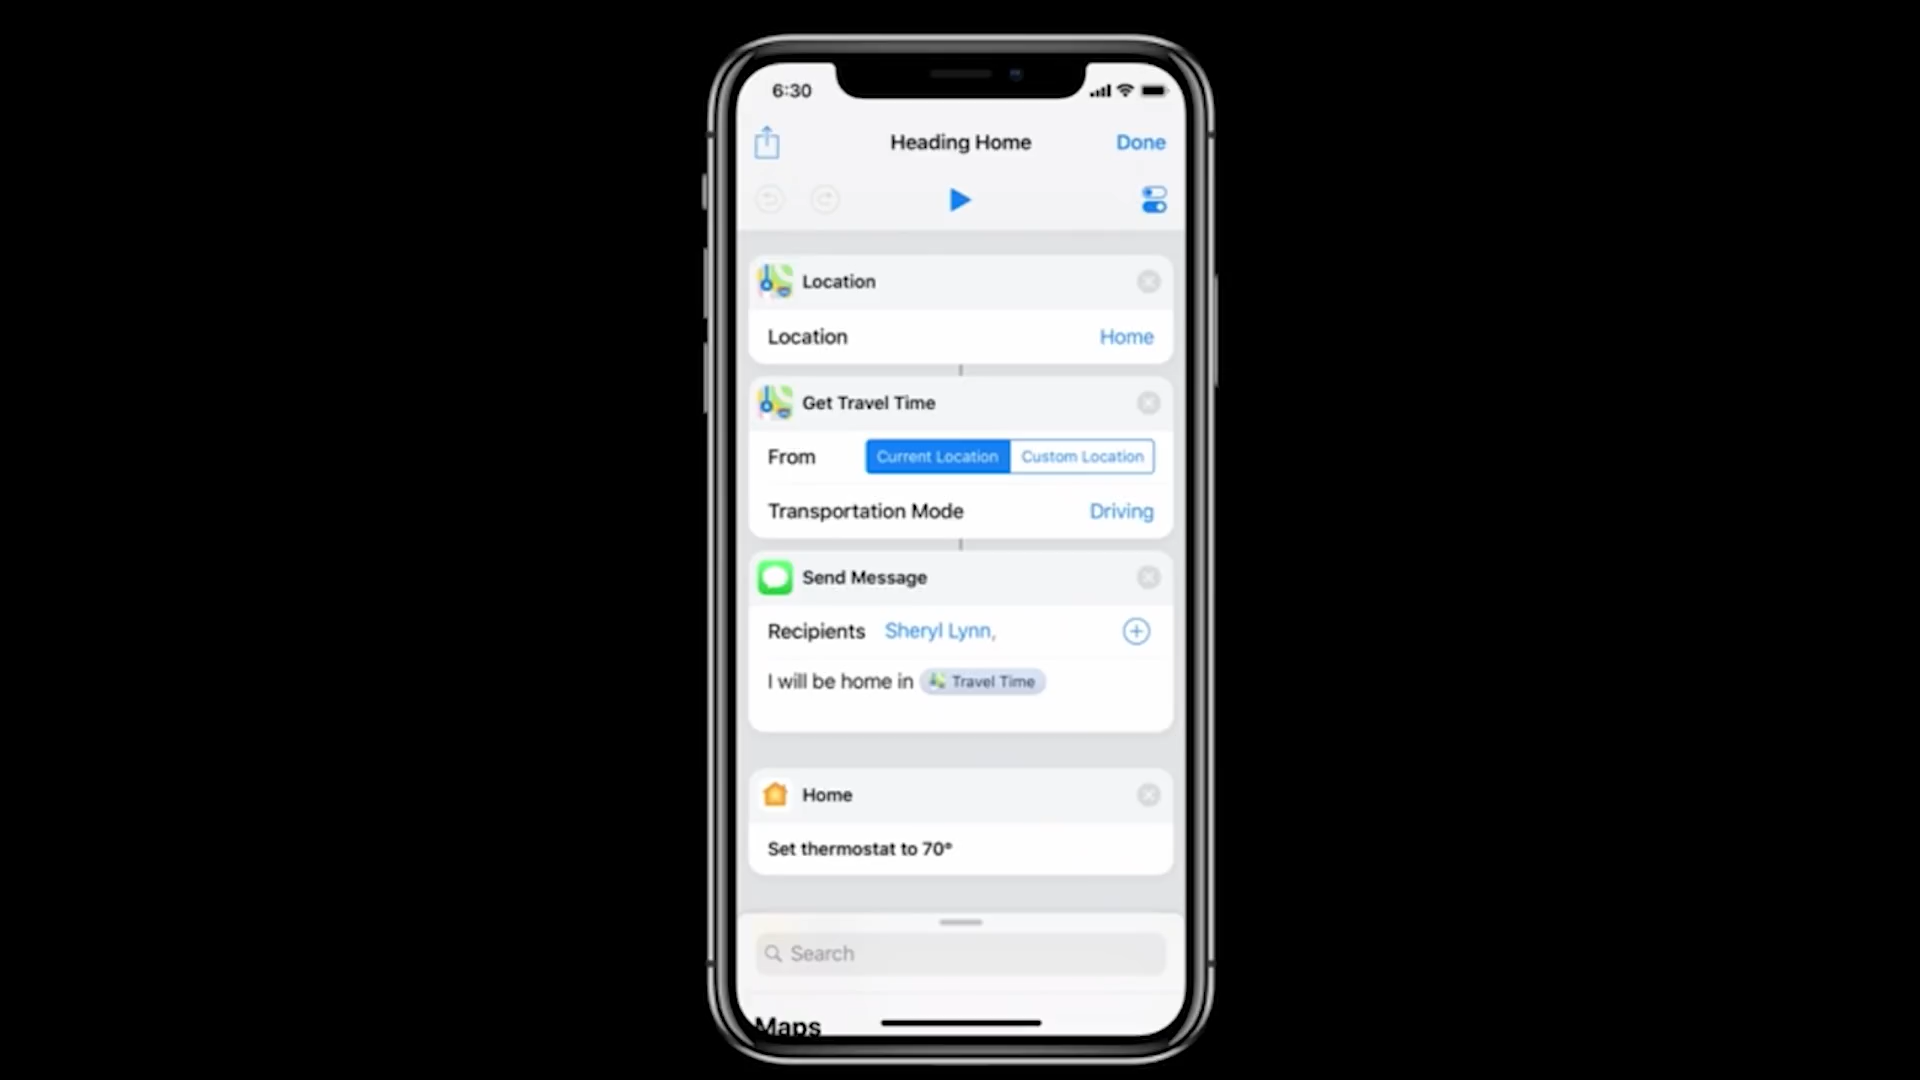 6:30
Heading Home Done
Location
Location Home
Get Travel Time
From Current Location Custom Location
Transportation Mode Driving
Send Message
Recipients Sheryl Lynn,
I will be home in Travel Time
Home
Set thermostat to 70°
Search
Maps